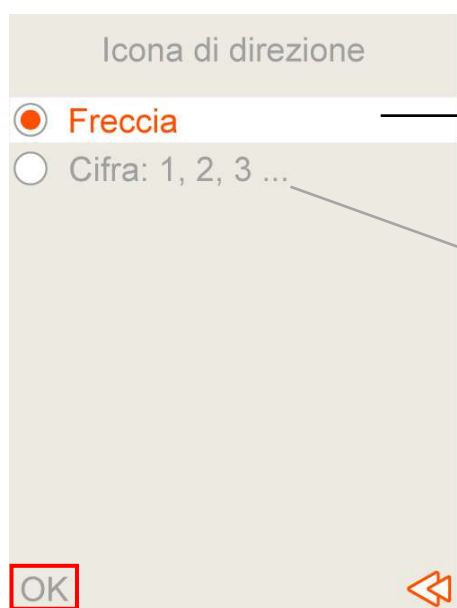 Icona di direzione
Freccia
Cifra: 1, 2, 3 ...
OK